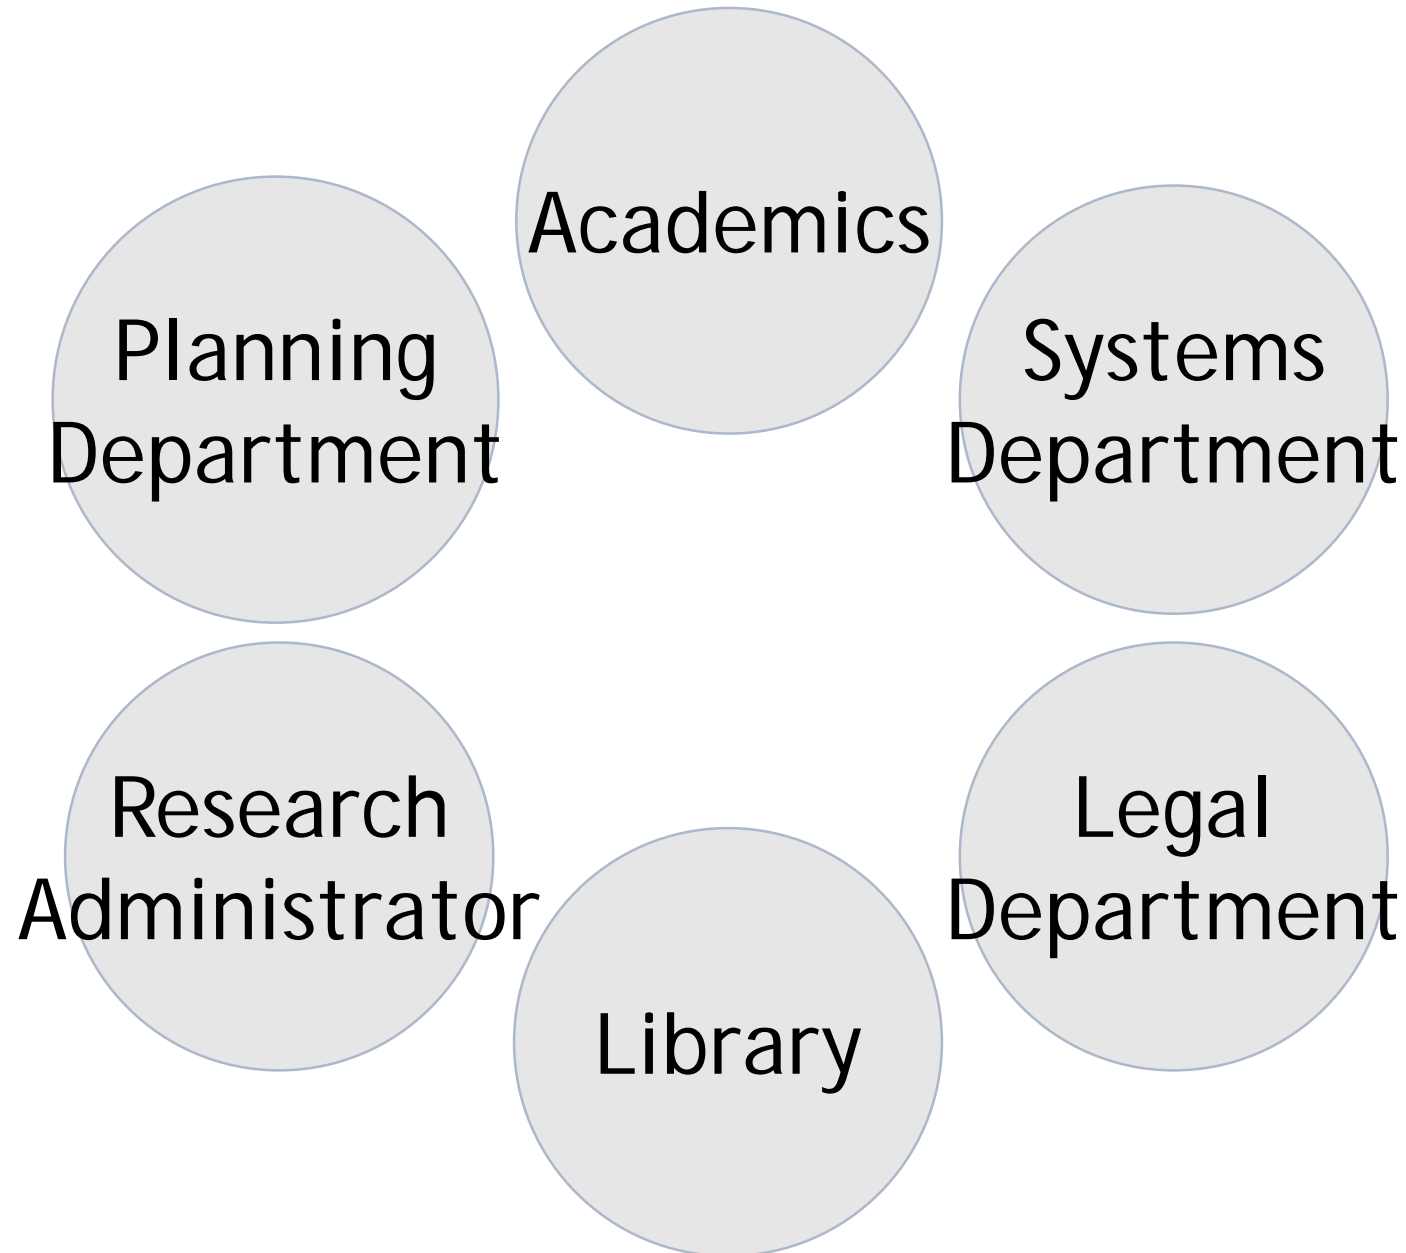 Academics
Planning
Department
Systems
Department
Research
Administrator
Legal
Department
Library